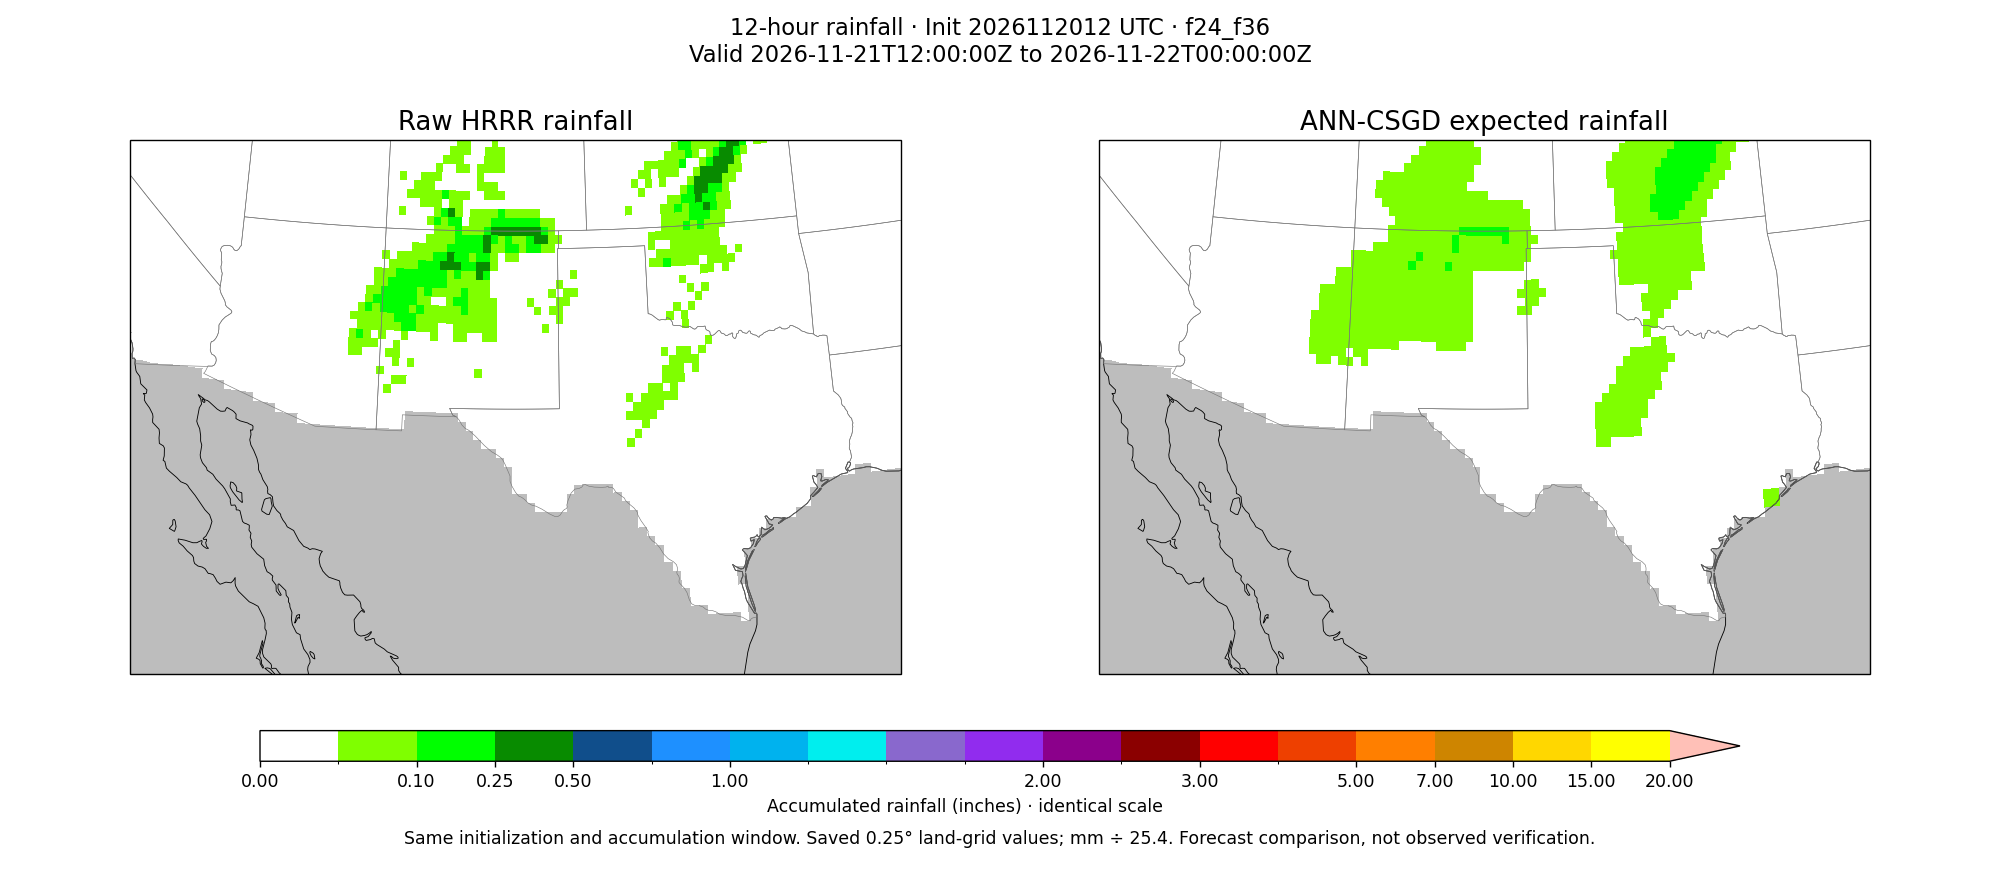 12-hour rainfall · Init 2026112012 UTC · f24_f36
Valid 2026-11-21T12:00:00Z to 2026-11-22T00:00:00Z
Raw HRRR rainfall
ANN-CSGD expected rainfall
0.00 0.10 0.25 0.50 1.00 2.00 3.00 5.00 7.00 10.00 15.00 20.00
Accumulated rainfall (inches) · identical scale
Same initialization and accumulation window. Saved 0.25° land-grid values; mm ÷ 25.4. Forecast comparison, not observed verification.